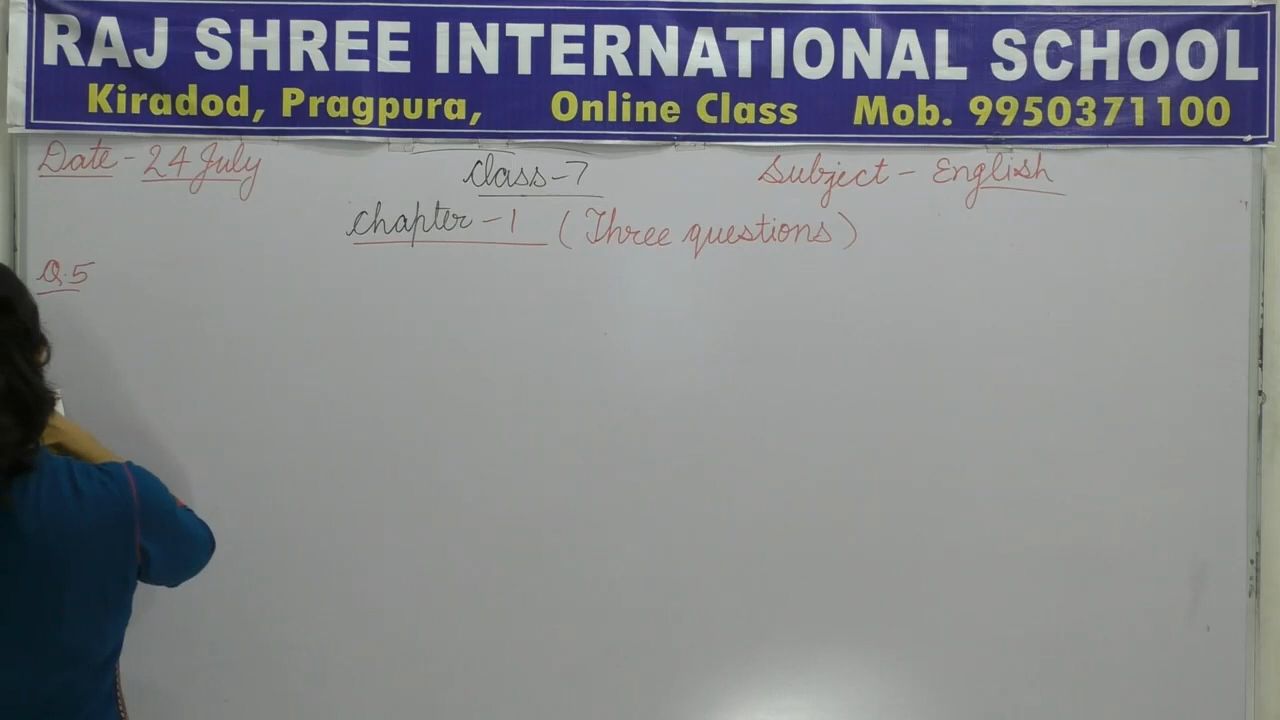 RAJ SHREE INTERNATIONAL SCHOOL
Kiradod, Pragpura, Online Class Mob. 9950371100
Date - 24 July Class-7 Subject - English
Chapter - 1 (Three questions)
Q.5